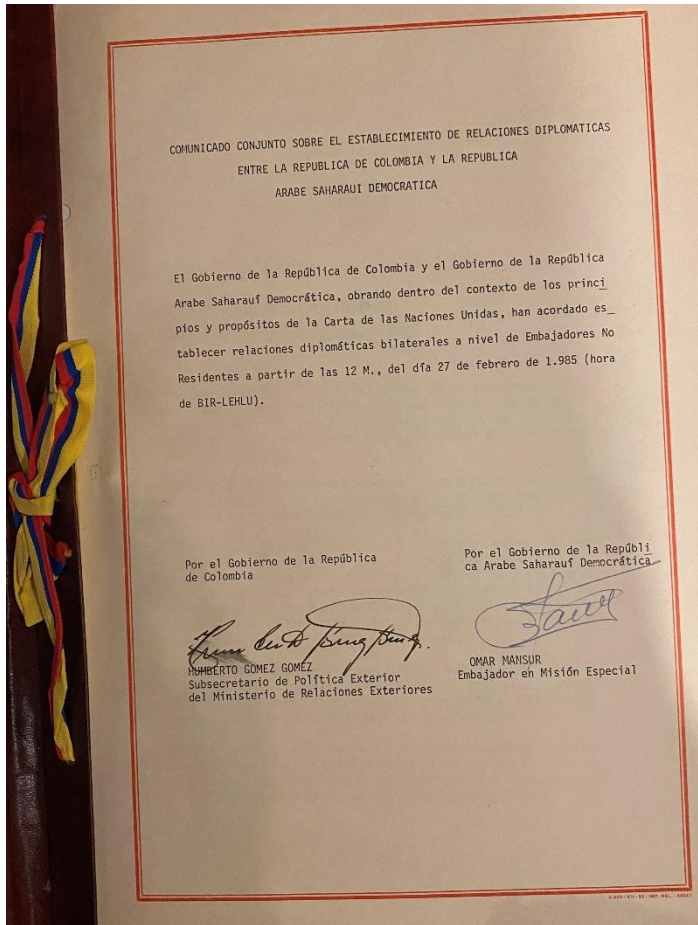 COMUNICADO CONJUNTO SOBRE EL ESTABLECIMIENTO DE RELACIONES DIPLOMATICAS
ENTRE LA REPUBLICA DE COLOMBIA Y LA REPUBLICA
ARABE SAHARAUI DEMOCRATICA
El Gobierno de la República de Colombia y el Gobierno de la República
Arabe Saharauí Democrática, obrando dentro del contexto de los princi
pios y propósitos de la Carta de las Naciones Unidas, han acordado es_
tablecer relaciones diplomáticas bilaterales a nivel de Embajadores No
Residentes a partir de las 12 M., del día 27 de febrero de 1.985 (hora
de BIR-LEHLU).
Por el Gobierno de la República
de Colombia
HUMBERTO GOMEZ GOMEZ
Subsecretario de Política Exterior
del Ministerio de Relaciones Exteriores
Por el Gobierno de la Repúbli
ca Arabe Saharauí Democrática
OMAR MANSUR
Embajador en Misión Especial